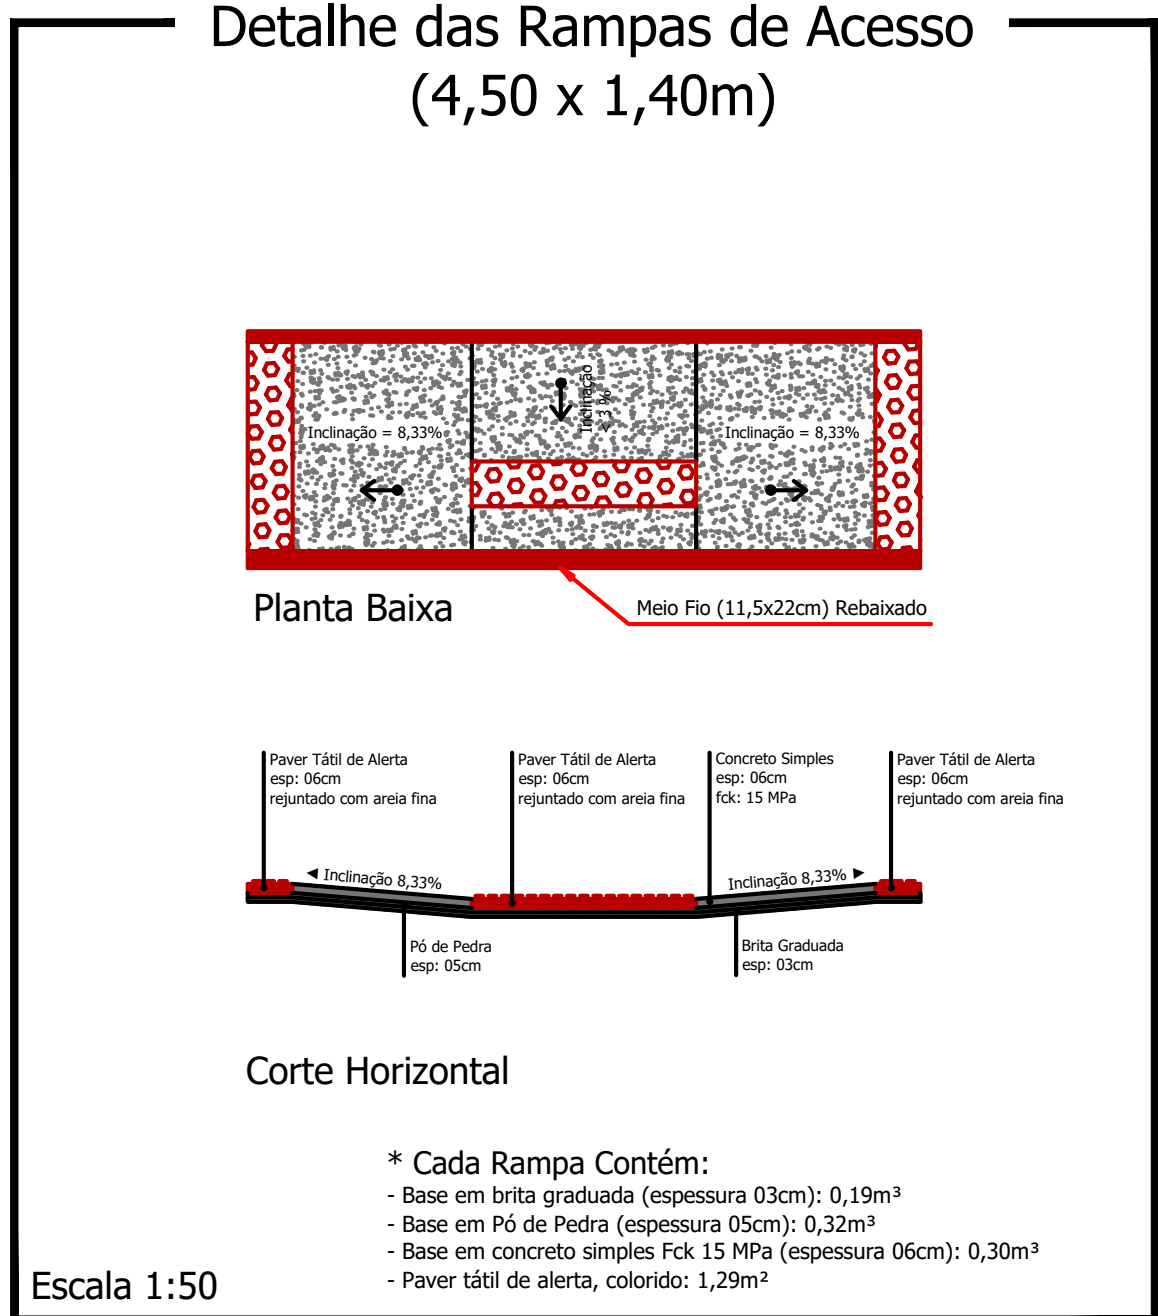 Detalhe das Rampas de Acesso
(4,50 x 1,40m)
Inclinação
< 3 %
Inclinação = 8,33%
Inclinação = 8,33%
Planta Baixa
Meio Fio (11,5x22cm) Rebaixado
Paver Tátil de Alerta
esp: 06cm
rejuntado com areia fina
Paver Tátil de Alerta
esp: 06cm
rejuntado com areia fina
Concreto Simples
esp: 06cm
fck: 15 MPa
Paver Tátil de Alerta
esp: 06cm
rejuntado com areia fina
Inclinação 8,33%
Inclinação 8,33%
Pó de Pedra
esp: 05cm
Brita Graduada
esp: 03cm
Corte Horizontal
* Cada Rampa Contém:
- Base em brita graduada (espessura 03cm): 0,19m³
- Base em Pó de Pedra (espessura 05cm): 0,32m³
- Base em concreto simples Fck 15 MPa (espessura 06cm): 0,30m³
- Paver tátil de alerta, colorido: 1,29m²
Escala 1:50